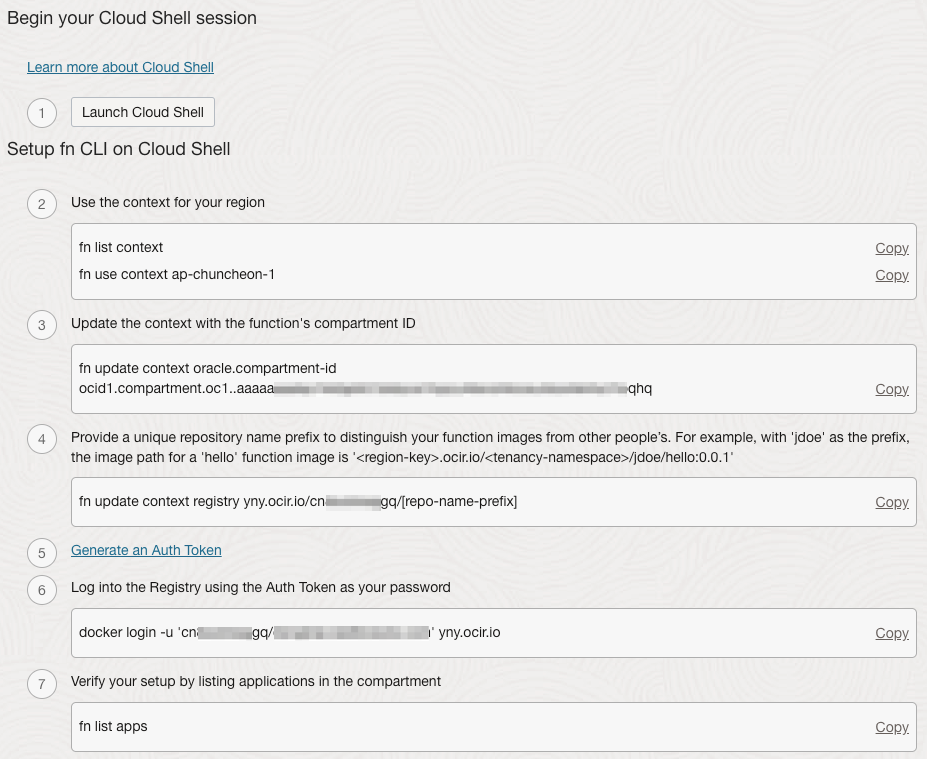 Begin your Cloud Shell session
Learn more about Cloud Shell
1 Launch Cloud Shell
Setup fn CLI on Cloud Shell
2 Use the context for your region
fn list context Copy
fn use context ap-chuncheon-1 Copy
3 Update the context with the function's compartment ID
fn update context oracle.compartment-id
ocid1.compartment.oc1..aaaaa qhq Copy
4 Provide a unique repository name prefix to distinguish your function images from other people's. For example, with 'jdoe' as the prefix,
the image path for a 'hello' function image is '<region-key>.ocir.io/<tenancy-namespace>/jdoe/hello:0.0.1'
fn update context registry yny.ocir.io/cn gq/[repo-name-prefix] Copy
5 Generate an Auth Token
6 Log into the Registry using the Auth Token as your password
docker login -u 'cn gq/ ' yny.ocir.io Copy
7 Verify your setup by listing applications in the compartment
fn list apps Copy